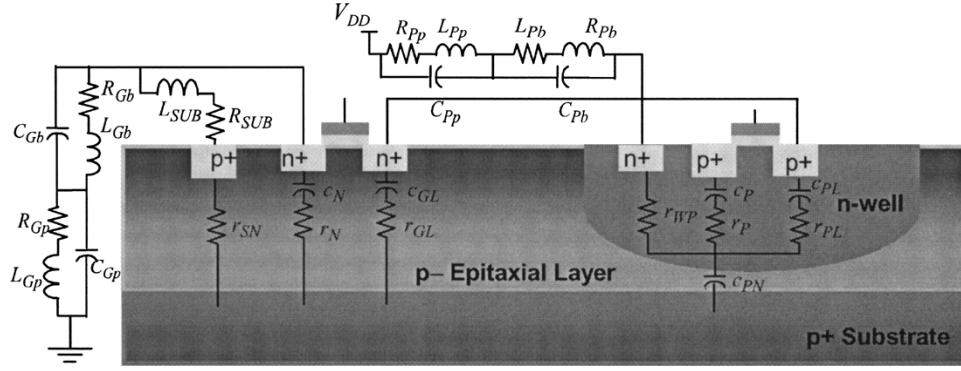 V_DD
R_Pp L_Pp L_Pb R_Pb
C_Pp C_Pb
R_Gb
L_SUB
C_Gb L_Gb R_SUB
p+ n+ n+ n+ p+ p+
c_N c_GL c_P c_PL
n-well
R_Gp r_SN r_N r_GL r_WP r_P r_PL
L_Gp C_Gp
p– Epitaxial Layer c_PN
p+ Substrate